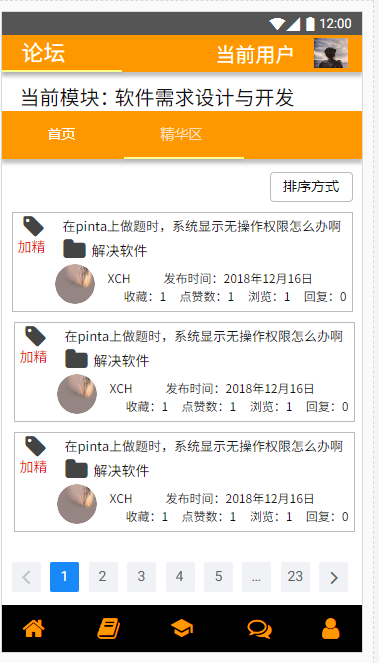 12:00
论坛 当前用户
当前模块：软件需求设计与开发
首页 精华区
排序方式
在pinta上做题时，系统显示无操作权限怎么办啊
加精 解决软件
XCH 发布时间：2018年12月16日
收藏：1 点赞数：1 浏览：1 回复：0
在pinta上做题时，系统显示无操作权限怎么办啊
加精 解决软件
XCH 发布时间：2018年12月16日
收藏：1 点赞数：1 浏览：1 回复：0
在pinta上做题时，系统显示无操作权限怎么办啊
加精 解决软件
XCH 发布时间：2018年12月16日
收藏：1 点赞数：1 浏览：1 回复：0
< 1 2 3 4 5 ... 23 >